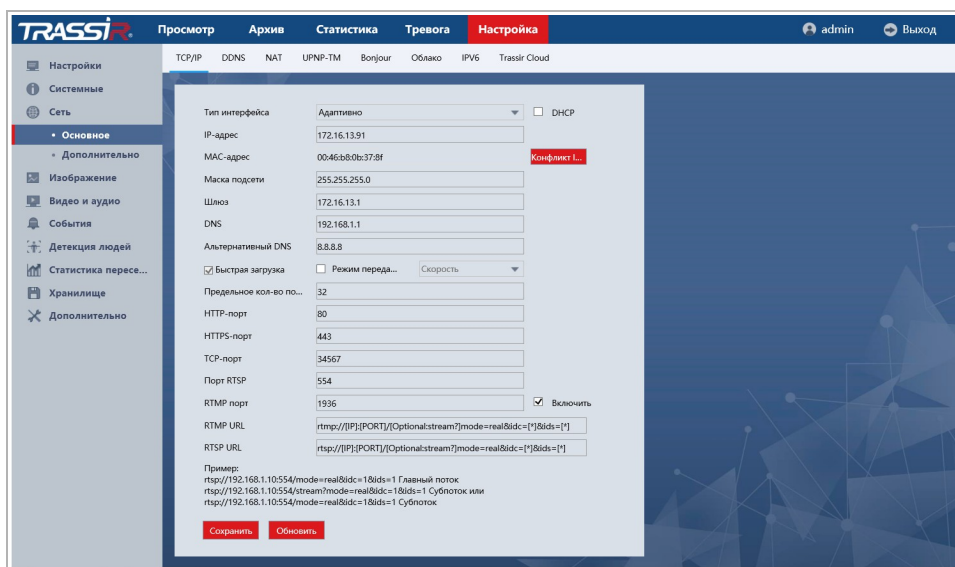 TRASSIR Просмотр Архив Статистика Тревога Настройка admin Выход
TCP/IP DDNS NAT UPNP-TM Bonjour Облако IPV6 Trassir Cloud
Настройки
Системные
Сеть
• Основное
• Дополнительно
Изображение
Видео и аудио
События
Детекция людей
Статистика пересе...
Хранилище
Дополнительно
Тип интерфейса Адаптивно DHCP
IP-адрес 172.16.13.91
MAC-адрес 00:46:b8:0b:37:8f Конфликт I...
Маска подсети 255.255.255.0
Шлюз 172.16.13.1
DNS 192.168.1.1
Альтернативный DNS 8.8.8.8
Быстрая загрузка Режим переда... Скорость
Предельное кол-во по... 32
HTTP-порт 80
HTTPS-порт 443
TCP-порт 34567
Порт RTSP 554
RTMP порт 1936 Включить
RTMP URL rtmp://[IP]:[PORT]/[Optional:stream?]mode=real&idc=[*]&ids=[*]
RTSP URL rtsp://[IP]:[PORT]/[Optional:stream?]mode=real&idc=[*]&ids=[*]
Пример:
rtsp://192.168.1.10:554/mode=real&idc=1&ids=1 Главный поток
rtsp://192.168.1.10:554/stream?mode=real&idc=1&ids=1 Субпоток или
rtsp://192.168.1.10:554/mode=real&idc=1&ids=1 Субпоток
Сохранить Обновить